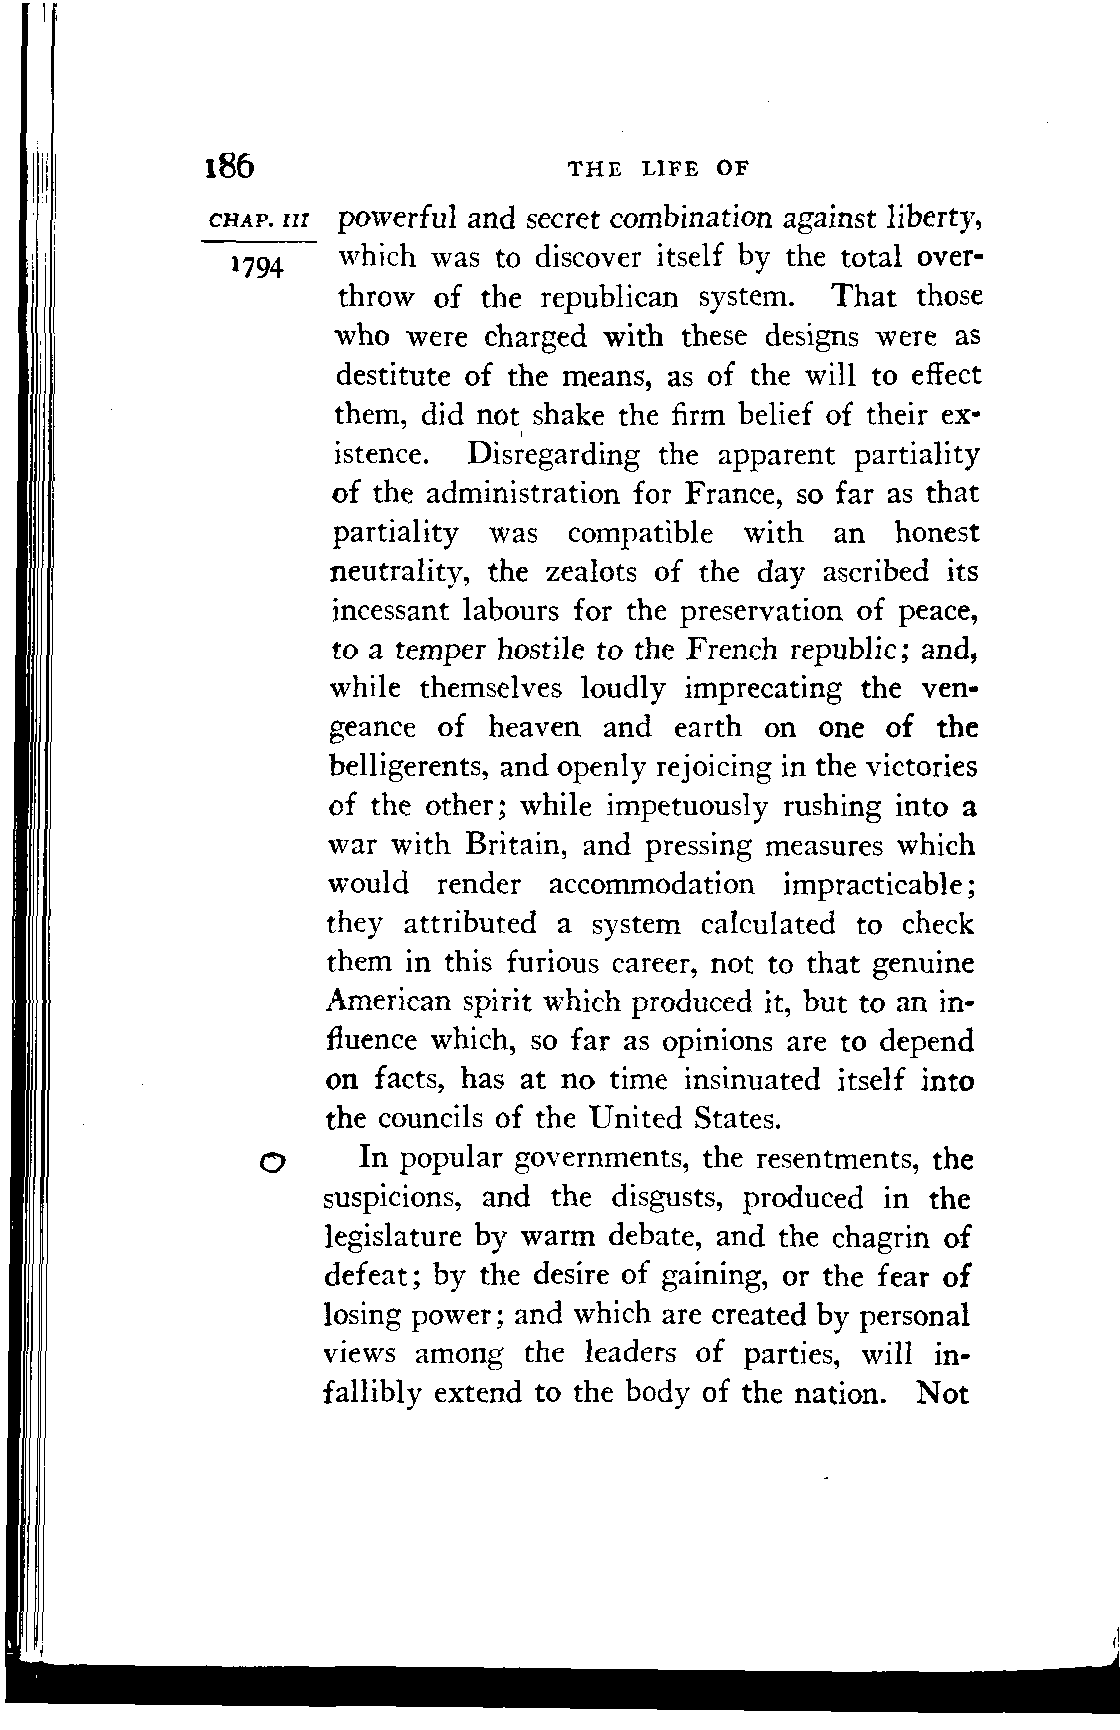 186 THE LIFE OF
CHAP. III powerful and secret combination against liberty,
1794 which was to discover itself by the total over-
throw of the republican system. That those
who were charged with these designs were as
destitute of the means, as of the will to effect
them, did not shake the firm belief of their ex-
istence. Disregarding the apparent partiality
of the administration for France, so far as that
partiality was compatible with an honest
neutrality, the zealots of the day ascribed its
incessant labours for the preservation of peace,
to a temper hostile to the French republic; and,
while themselves loudly imprecating the ven-
geance of heaven and earth on one of the
belligerents, and openly rejoicing in the victories
of the other; while impetuously rushing into a
war with Britain, and pressing measures which
would render accommodation impracticable;
they attributed a system calculated to check
them in this furious career, not to that genuine
American spirit which produced it, but to an in-
fluence which, so far as opinions are to depend
on facts, has at no time insinuated itself into
the councils of the United States.
In popular governments, the resentments, the
suspicions, and the disgusts, produced in the
legislature by warm debate, and the chagrin of
defeat; by the desire of gaining, or the fear of
losing power; and which are created by personal
views among the leaders of parties, will in-
fallibly extend to the body of the nation. Not